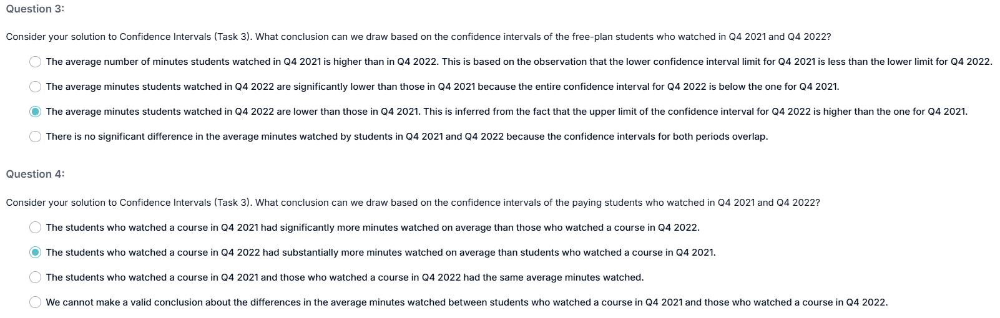 Question 3:
Consider your solution to Confidence Intervals (Task 3). What conclusion can we draw based on the confidence intervals of the free-plan students who watched in Q4 2021 and Q4 2022?
The average number of minutes students watched in Q4 2021 is higher than in Q4 2022. This is based on the observation that the lower confidence interval limit for Q4 2021 is less than the lower limit for Q4 2022.
The average minutes students watched in Q4 2022 are significantly lower than those in Q4 2021 because the entire confidence interval for Q4 2022 is below the one for Q4 2021.
The average minutes students watched in Q4 2022 are lower than those in Q4 2021. This is inferred from the fact that the upper limit of the confidence interval for Q4 2022 is higher than the one for Q4 2021.
There is no significant difference in the average minutes watched by students in Q4 2021 and Q4 2022 because the confidence intervals for both periods overlap.
Question 4:
Consider your solution to Confidence Intervals (Task 3). What conclusion can we draw based on the confidence intervals of the paying students who watched in Q4 2021 and Q4 2022?
The students who watched a course in Q4 2021 had significantly more minutes watched on average than those who watched a course in Q4 2022.
The students who watched a course in Q4 2022 had substantially more minutes watched on average than students who watched a course in Q4 2021.
The students who watched a course in Q4 2021 and those who watched a course in Q4 2022 had the same average minutes watched.
We cannot make a valid conclusion about the differences in the average minutes watched between students who watched a course in Q4 2021 and those who watched a course in Q4 2022.